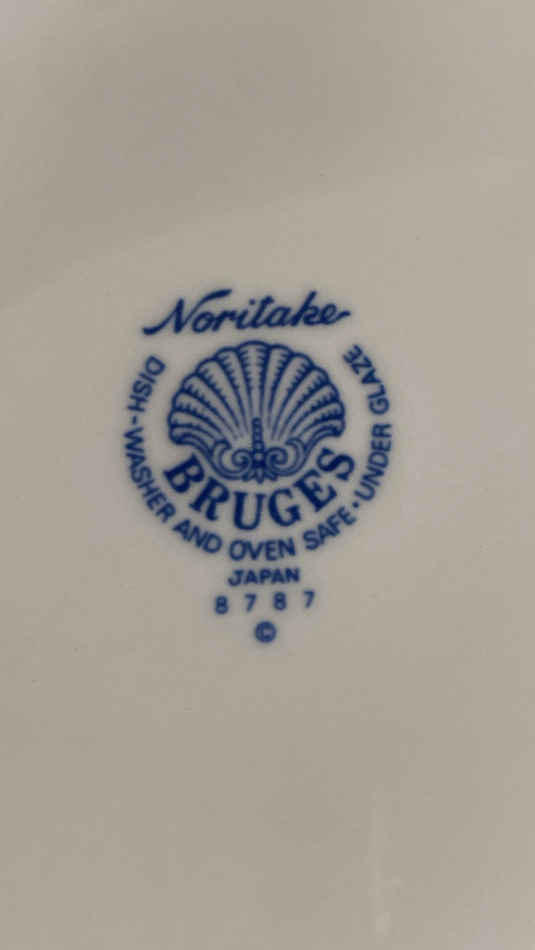 Noritake
BRUGES
DISH-WASHER AND OVEN SAFE·UNDER GLAZE
JAPAN
8787
©